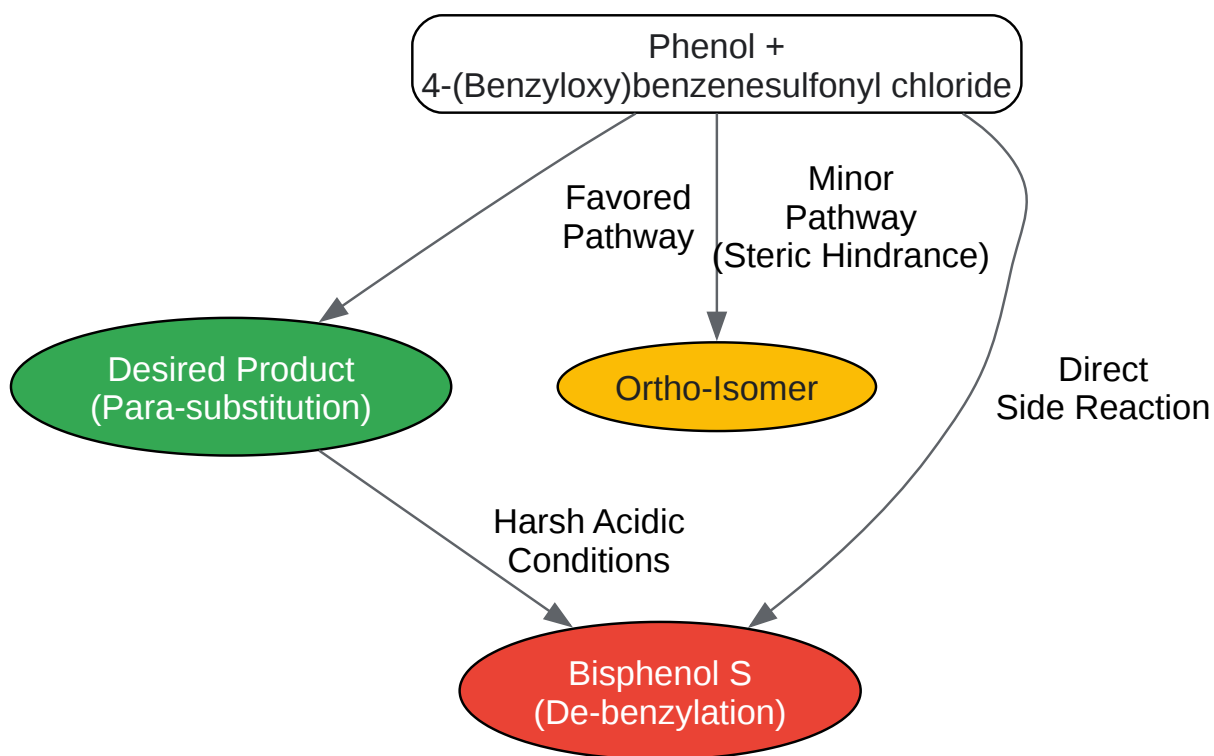 Phenol +
4-(Benzyloxy)benzenesulfonyl chloride
Favored
Pathway
Minor
Pathway
(Steric Hindrance)
Direct
Side Reaction
Desired Product
(Para-substitution)
Ortho-Isomer
Harsh Acidic
Conditions
Bisphenol S
(De-benzylation)